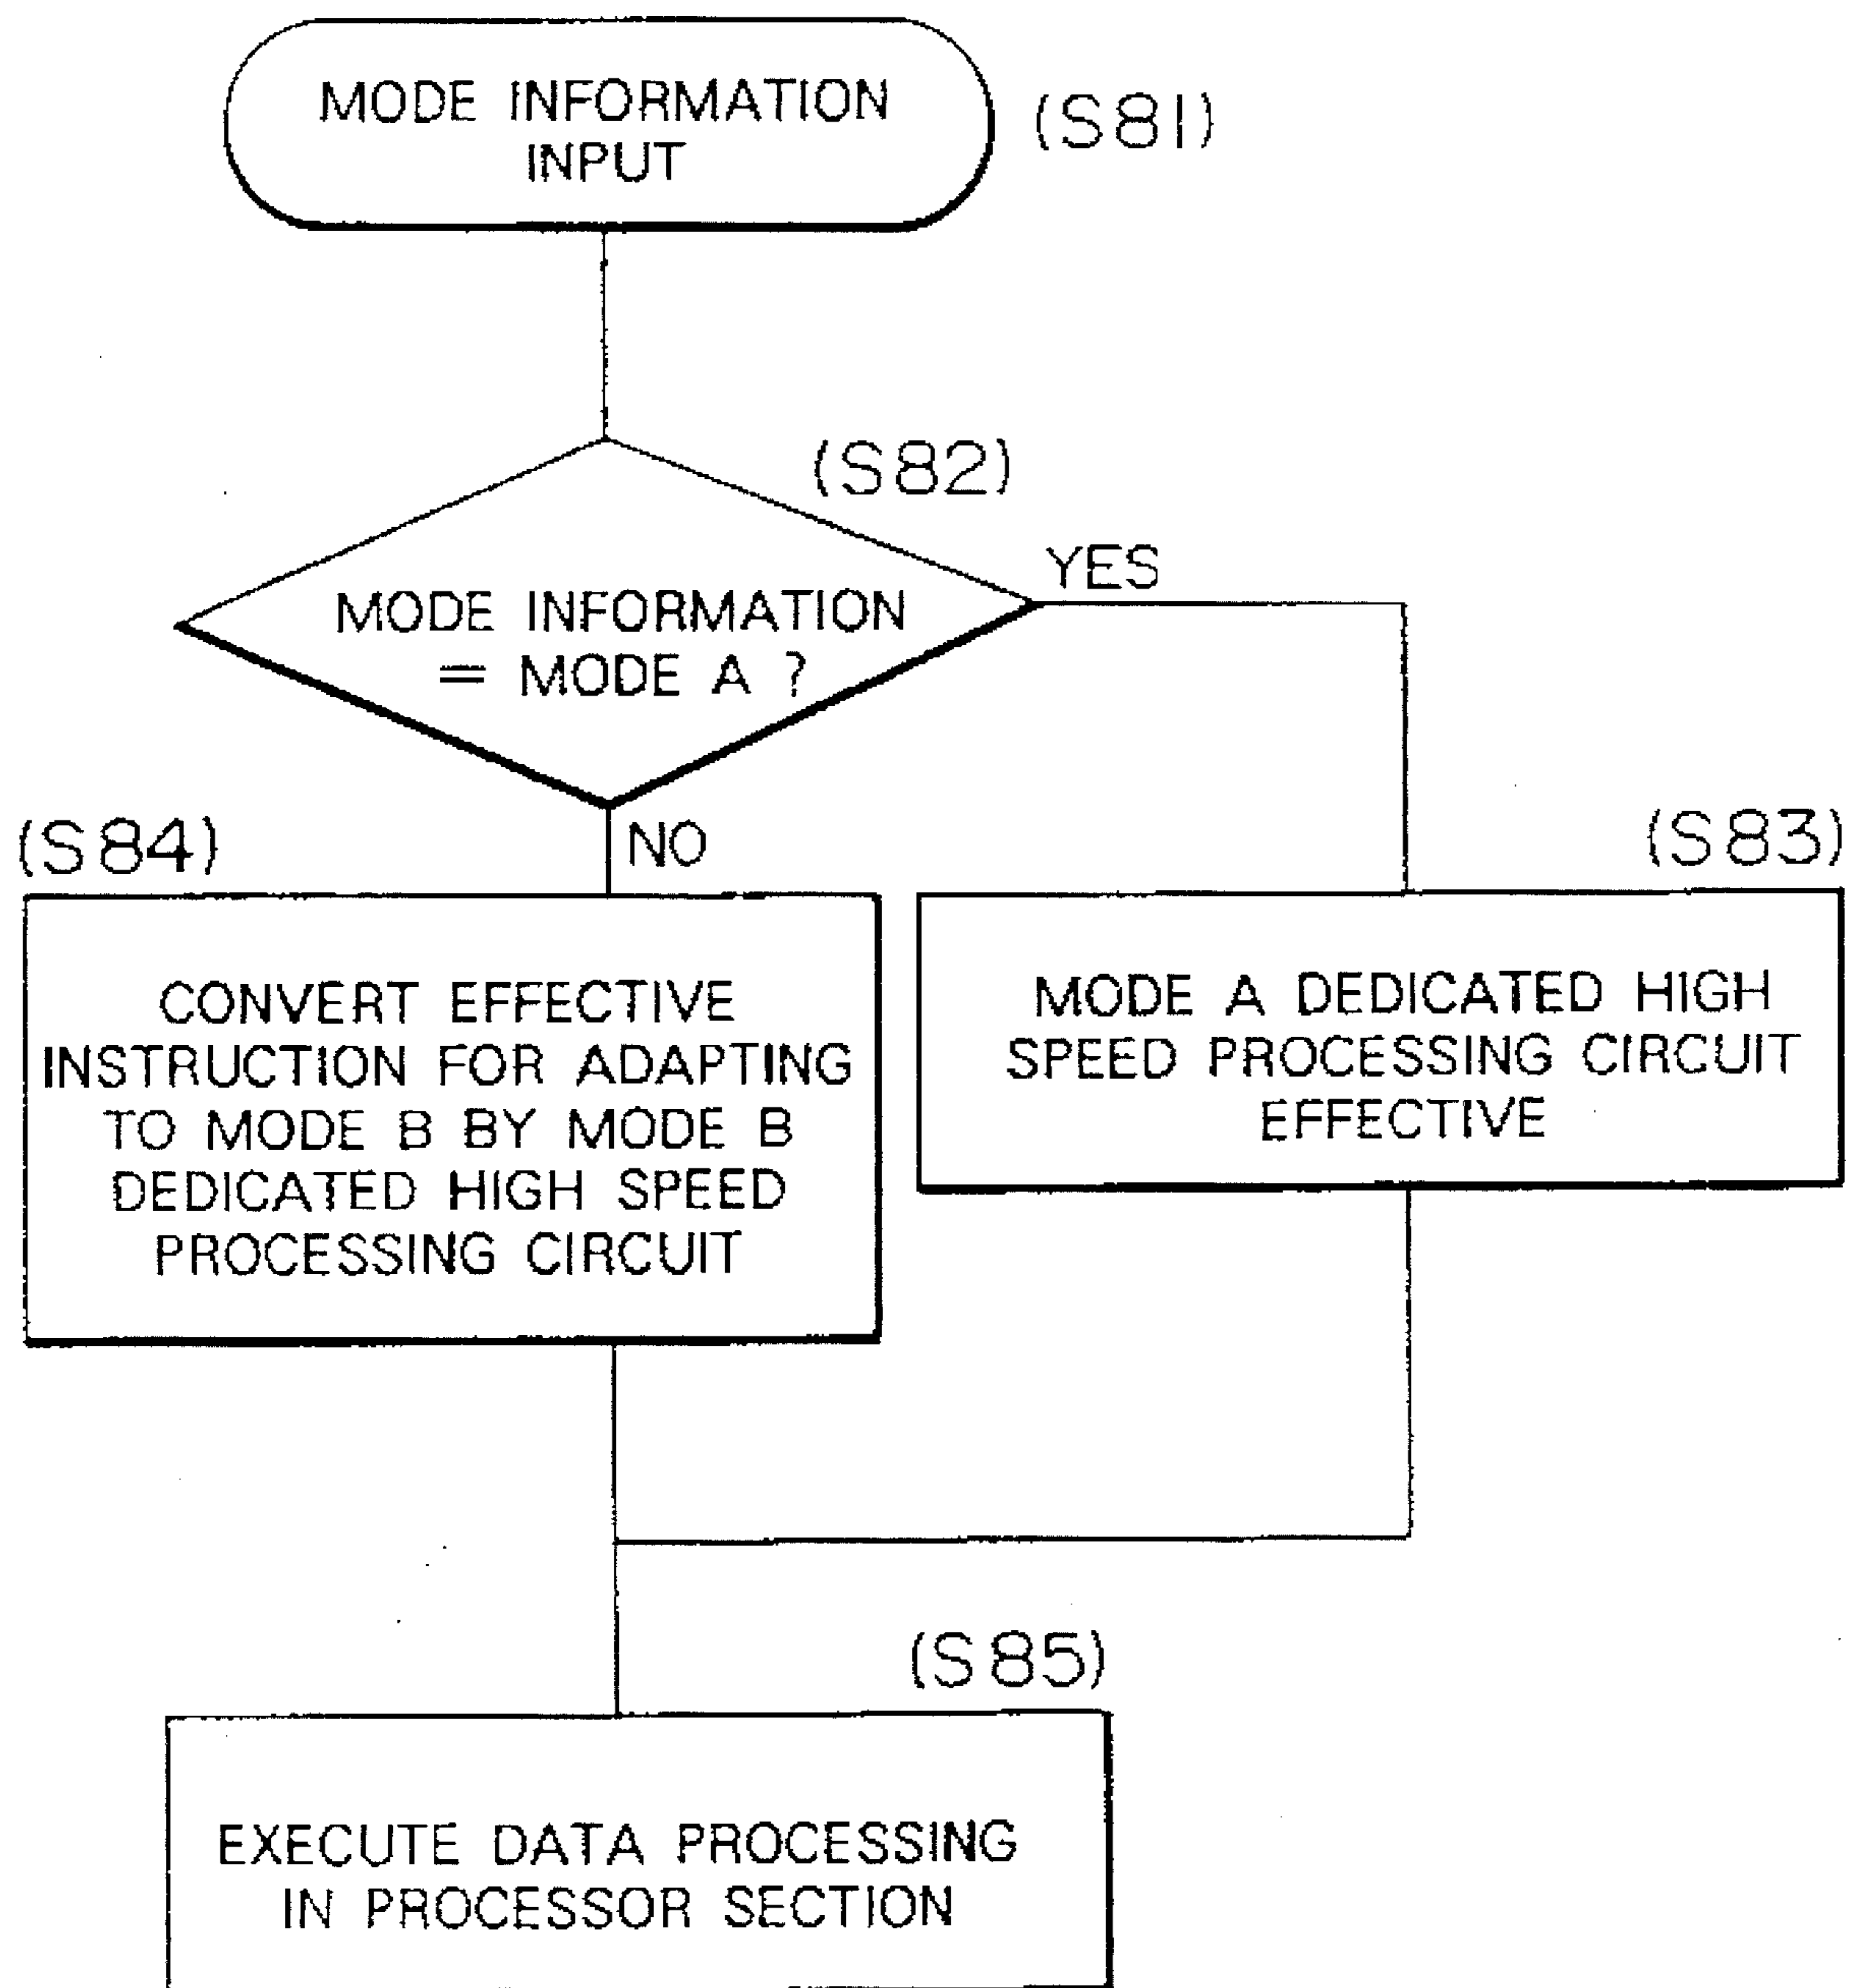 MODE INFORMATION
INPUT
(S81)
(S82)
MODE INFORMATION
= MODE A ?
YES
NO
(S84)
CONVERT EFFECTIVE
INSTRUCTION FOR ADAPTING
TO MODE B BY MODE B
DEDICATED HIGH SPEED
PROCESSING CIRCUIT
(S83)
MODE A DEDICATED HIGH
SPEED PROCESSING CIRCUIT
EFFECTIVE
(S85)
EXECUTE DATA PROCESSING
IN PROCESSOR SECTION